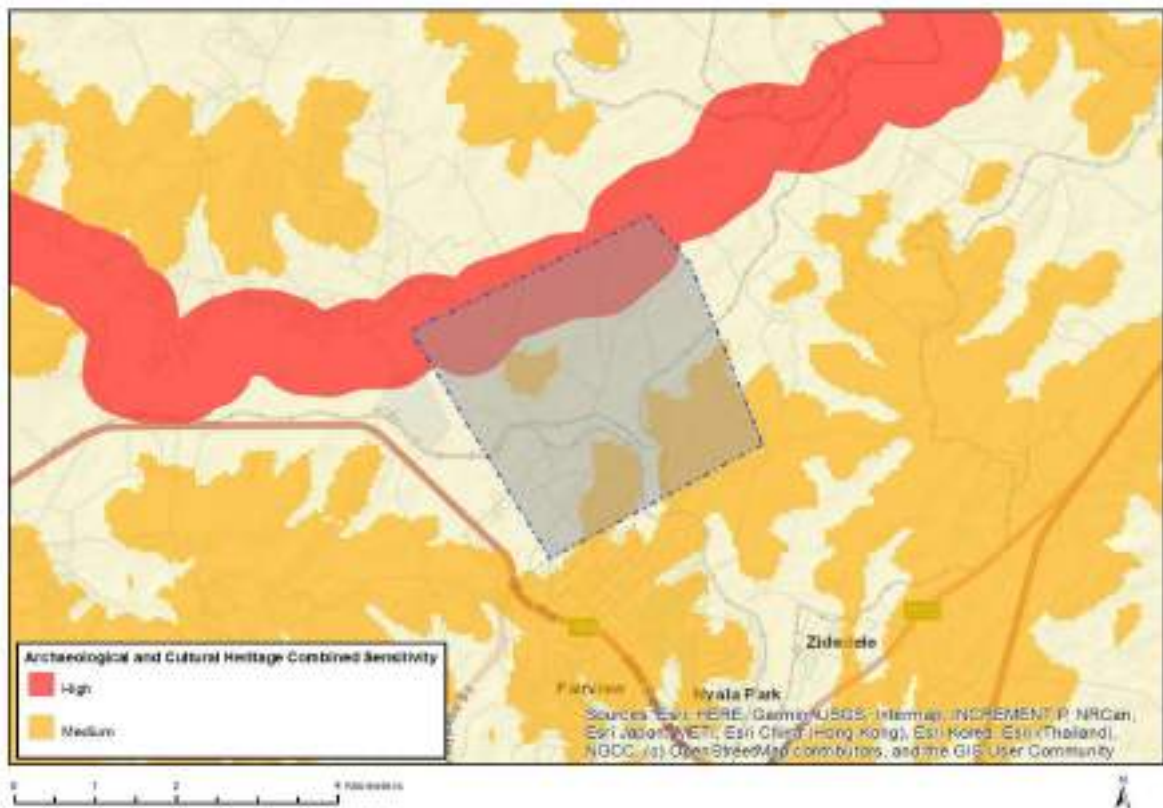 Zidedele
Fairview
Nyala Park
Archaeological and Cultural Heritage Combined Sensitivity
High
Medium
Sources: Esri, HERE, Garmin, USGS, Intermap, INCREMENT P, NRCan,
Esri Japan, METI, Esri China (Hong Kong), Esri Korea, Esri (Thailand),
NGCC, (c) OpenStreetMap contributors, and the GIS User Community
0 1 2 4 Kilometers
N